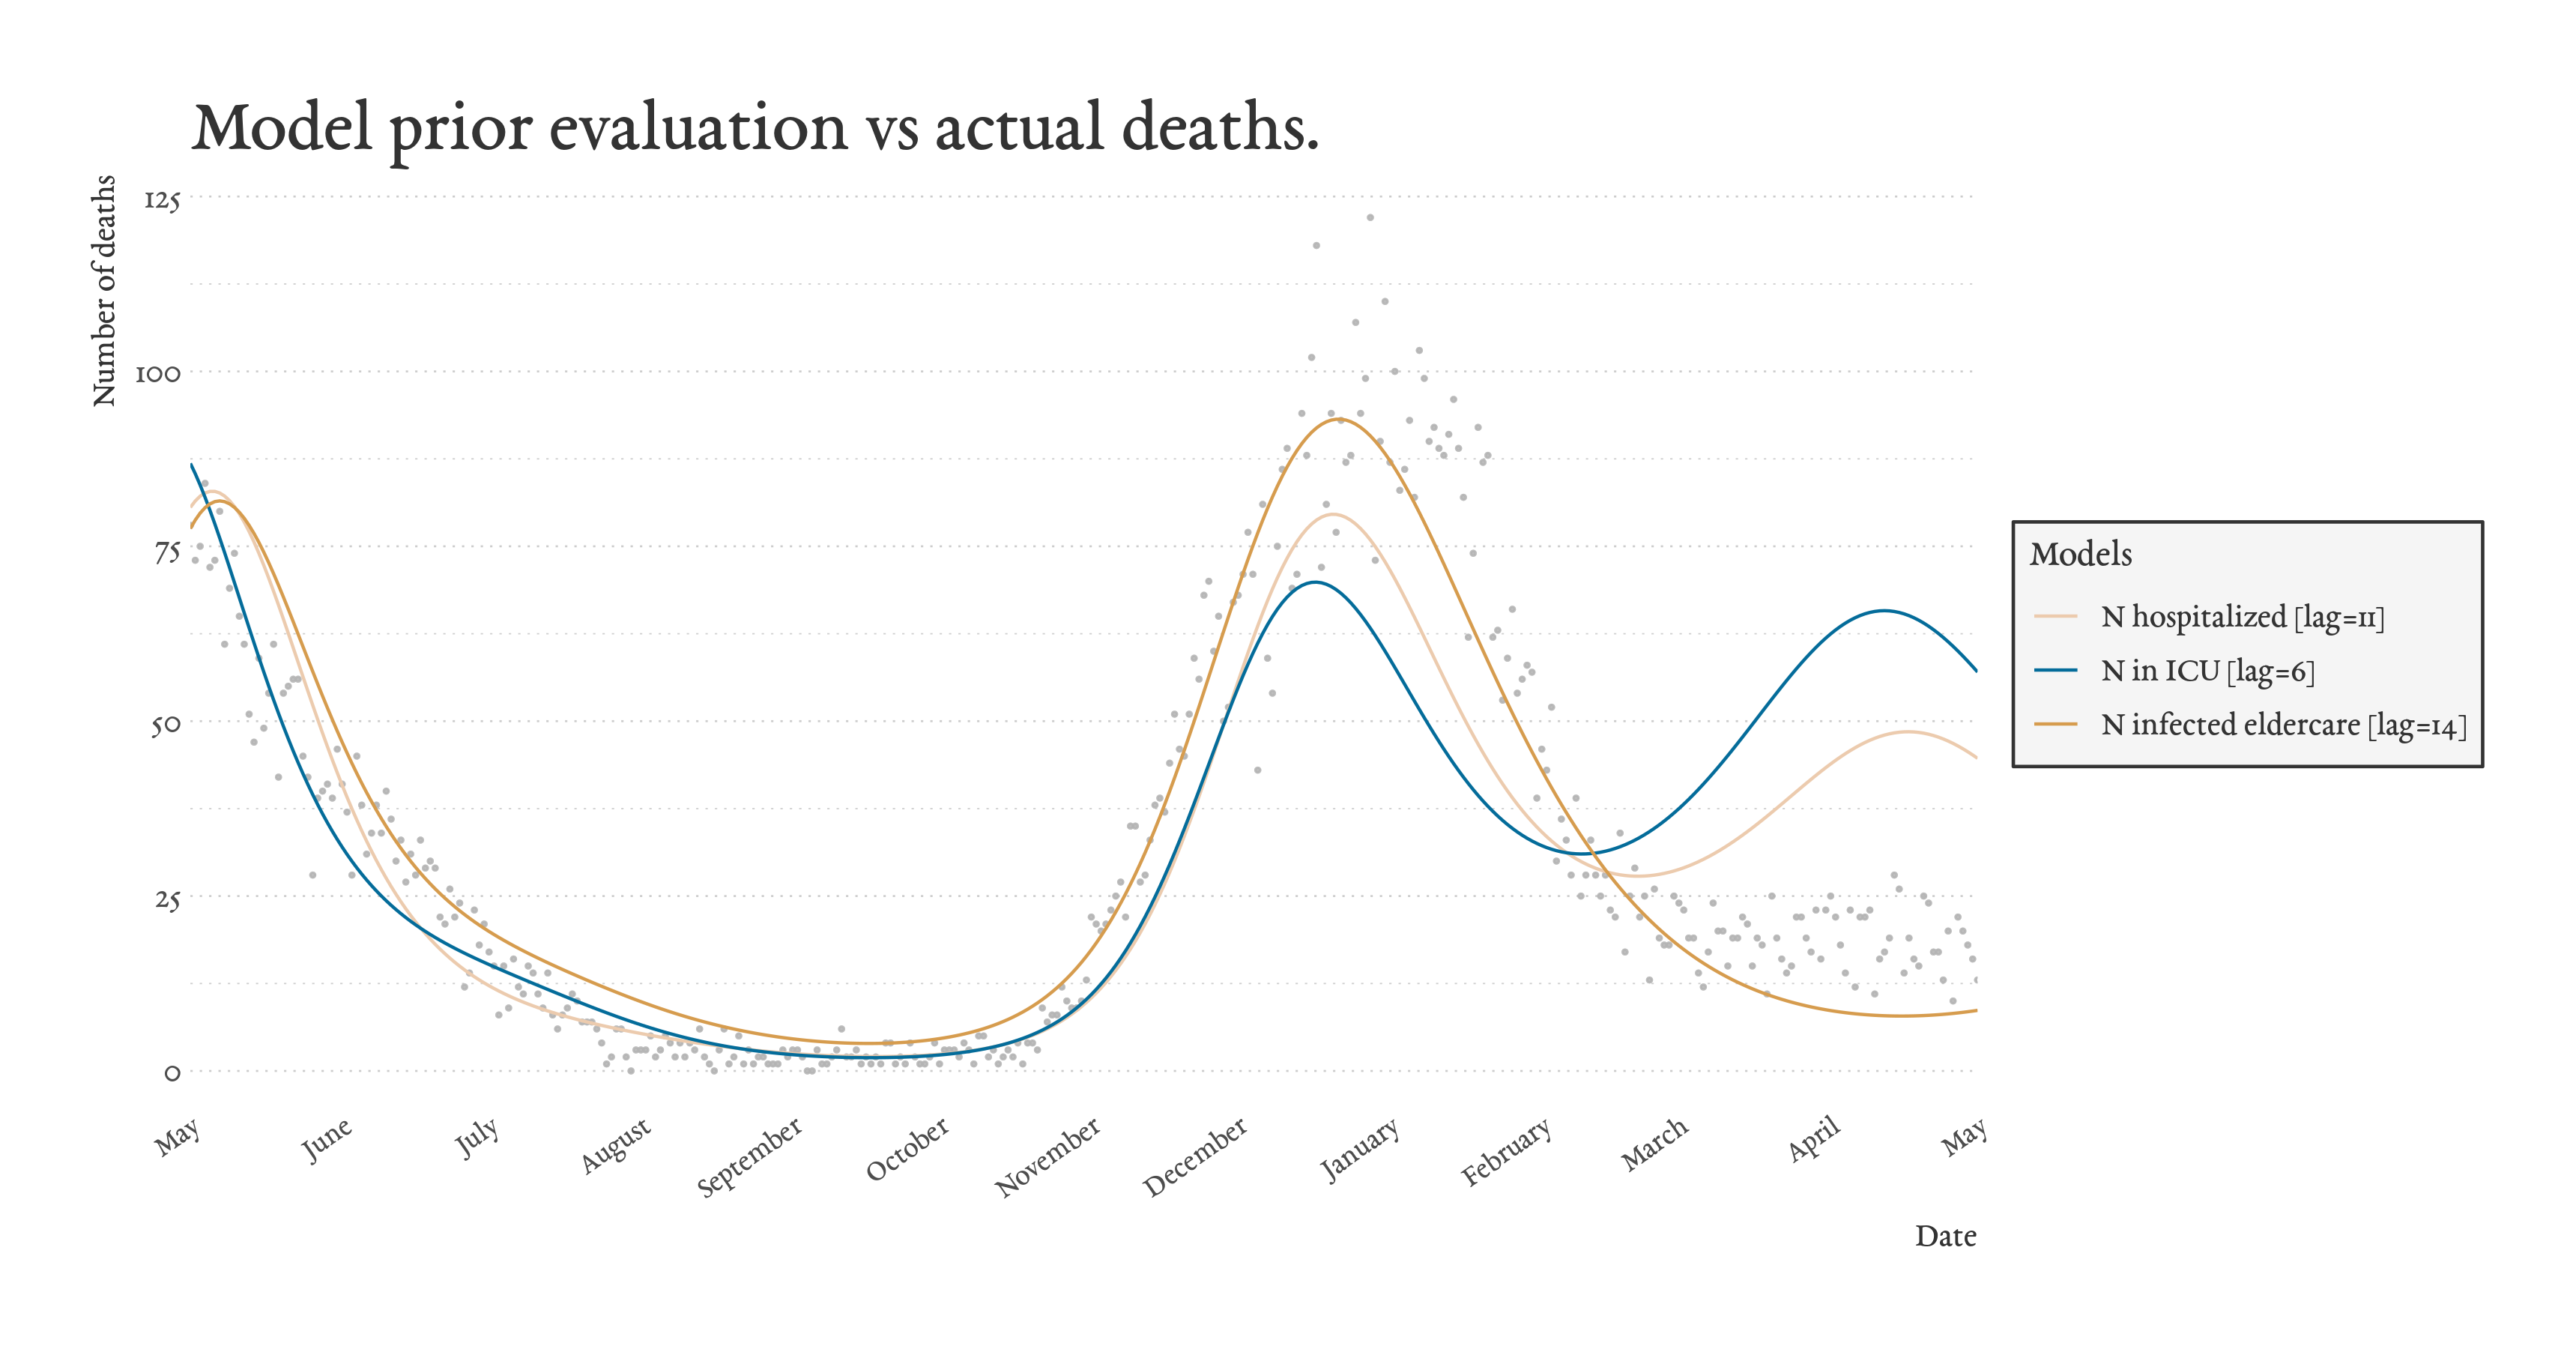 Model prior evaluation vs actual deaths.
Number of deaths
125
100
75
50
25
0
May
June
July
August
September
October
November
December
January
February
March
April
May
Date
Models
N hospitalized [lag=11]
N in ICU [lag=6]
N infected eldercare [lag=14]